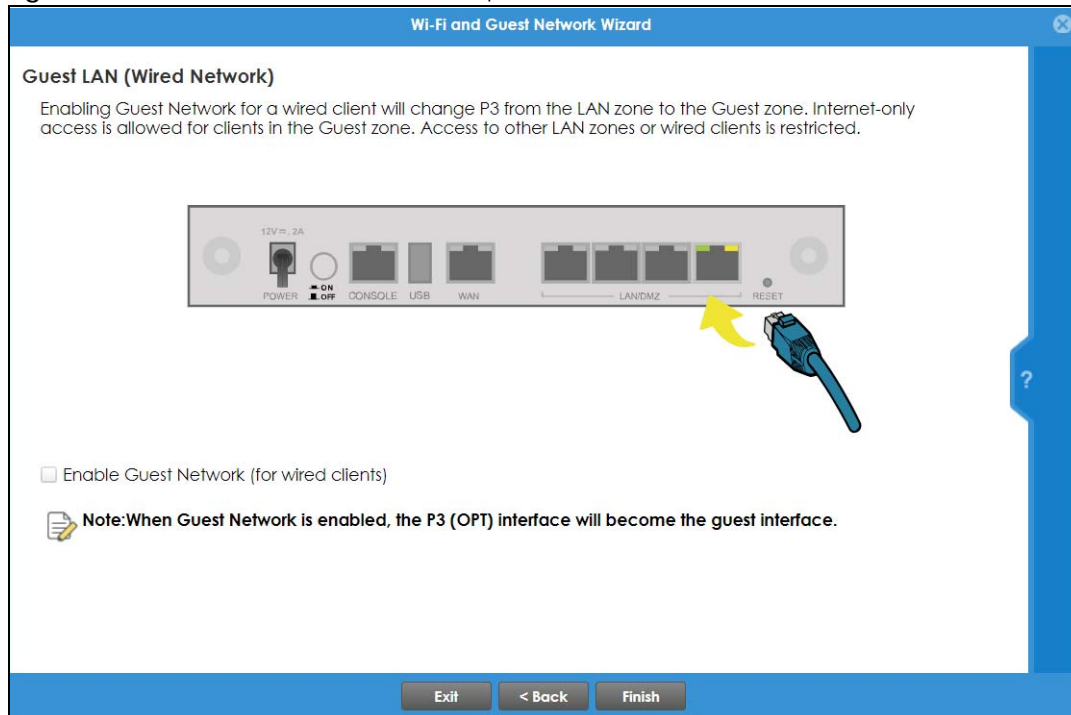 Wi-Fi and Guest Network Wizard
Guest LAN (Wired Network)
Enabling Guest Network for a wired client will change P3 from the LAN zone to the Guest zone. Internet-only
access is allowed for clients in the Guest zone. Access to other LAN zones or wired clients is restricted.
12V⎓, 2A
ON
OFF
POWER CONSOLE USB WAN LAN/DMZ RESET
?
Enable Guest Network (for wired clients)
Note:When Guest Network is enabled, the P3 (OPT) interface will become the guest interface.
Exit < Back Finish